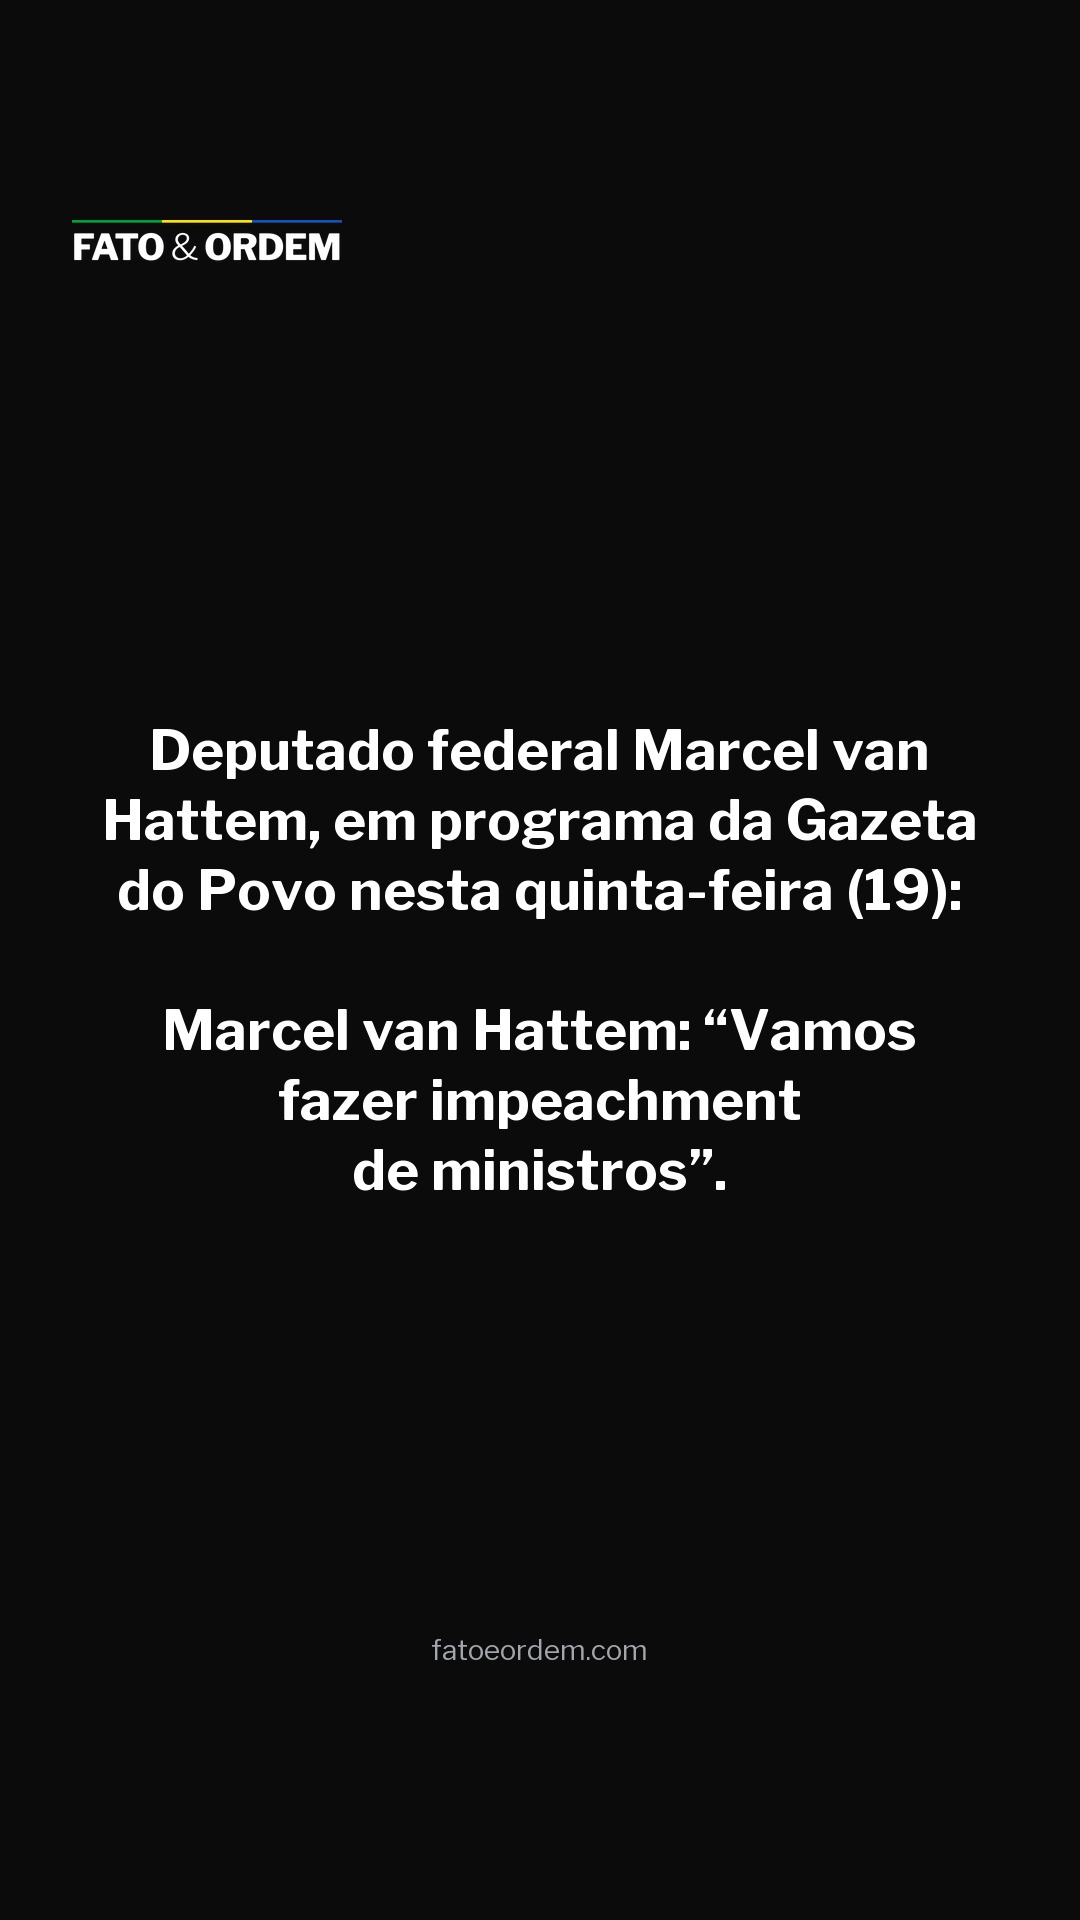 FATO & ORDEM
Deputado federal Marcel van
Hattem, em programa da Gazeta
do Povo nesta quinta-feira (19):
Marcel van Hattem: “Vamos
fazer impeachment
de ministros”.
fatoeordem.com